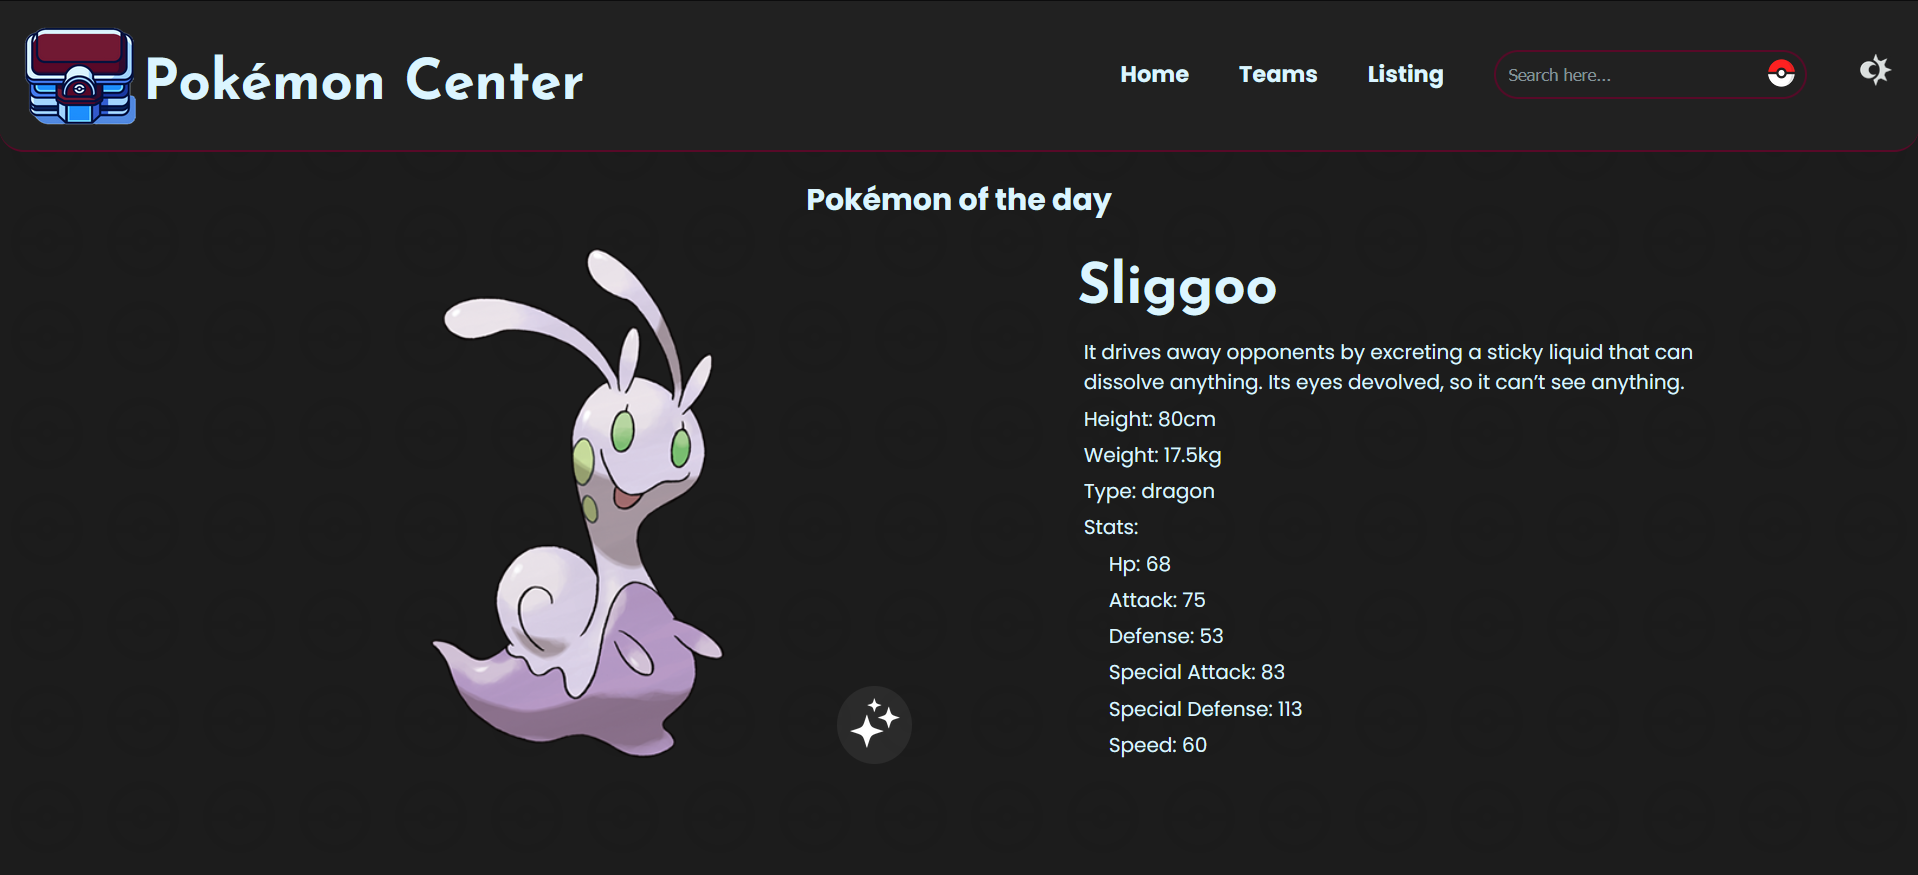 Pokémon Center
Home
Teams
Listing
Search here...
Pokémon of the day
Sliggoo
It drives away opponents by excreting a sticky liquid that can
dissolve anything. Its eyes devolved, so it can’t see anything.
Height: 80cm
Weight: 17.5kg
Type: dragon
Stats:
Hp: 68
Attack: 75
Defense: 53
Special Attack: 83
Special Defense: 113
Speed: 60